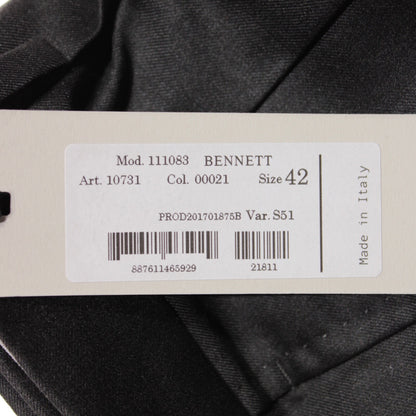 Mod. 111083 BENNETT
Art. 10731 Col. 00021 Size 42
PROD201701875B Var. S51
887611465929 21811
Made in Italy